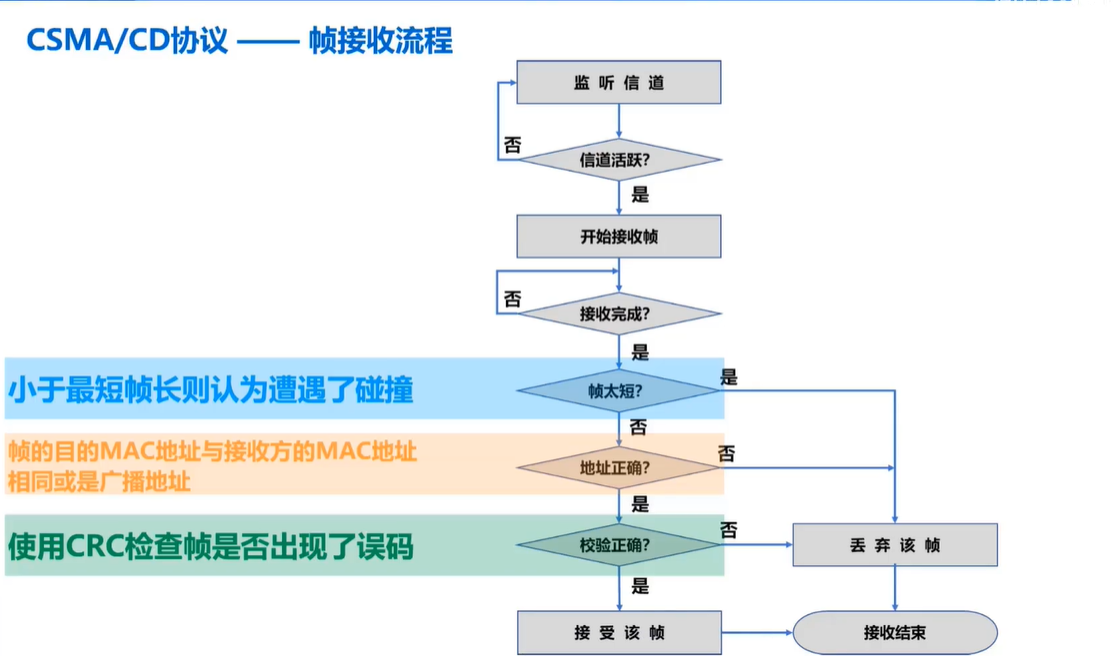 CSMA/CD协议 —— 帧接收流程
监 听 信 道
否
信道活跃?
是
开始接收帧
否
接收完成?
是
小于最短帧长则认为遭遇了碰撞
帧太短?
是
否
帧的目的MAC地址与接收方的MAC地址
相同或是广播地址
地址正确?
否
是
使用CRC检查帧是否出现了误码
校验正确?
否
丢 弃 该 帧
是
接 受 该 帧
接收结束